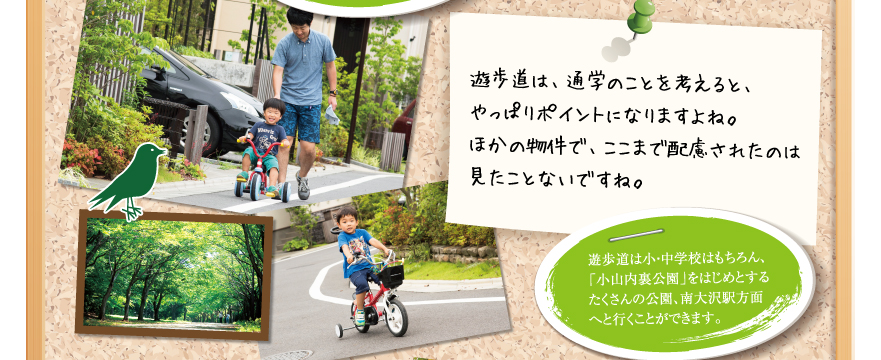 遊歩道は、通学のことを考えると、
やっぱりポイントになりますよね。
ほかの物件で、ここまで配慮されたのは
見たことないですね。
遊歩道は小・中学校はもちろん、
「小山内裏公園」をはじめとする
たくさんの公園、南大沢駅方面
へと行くことができます。